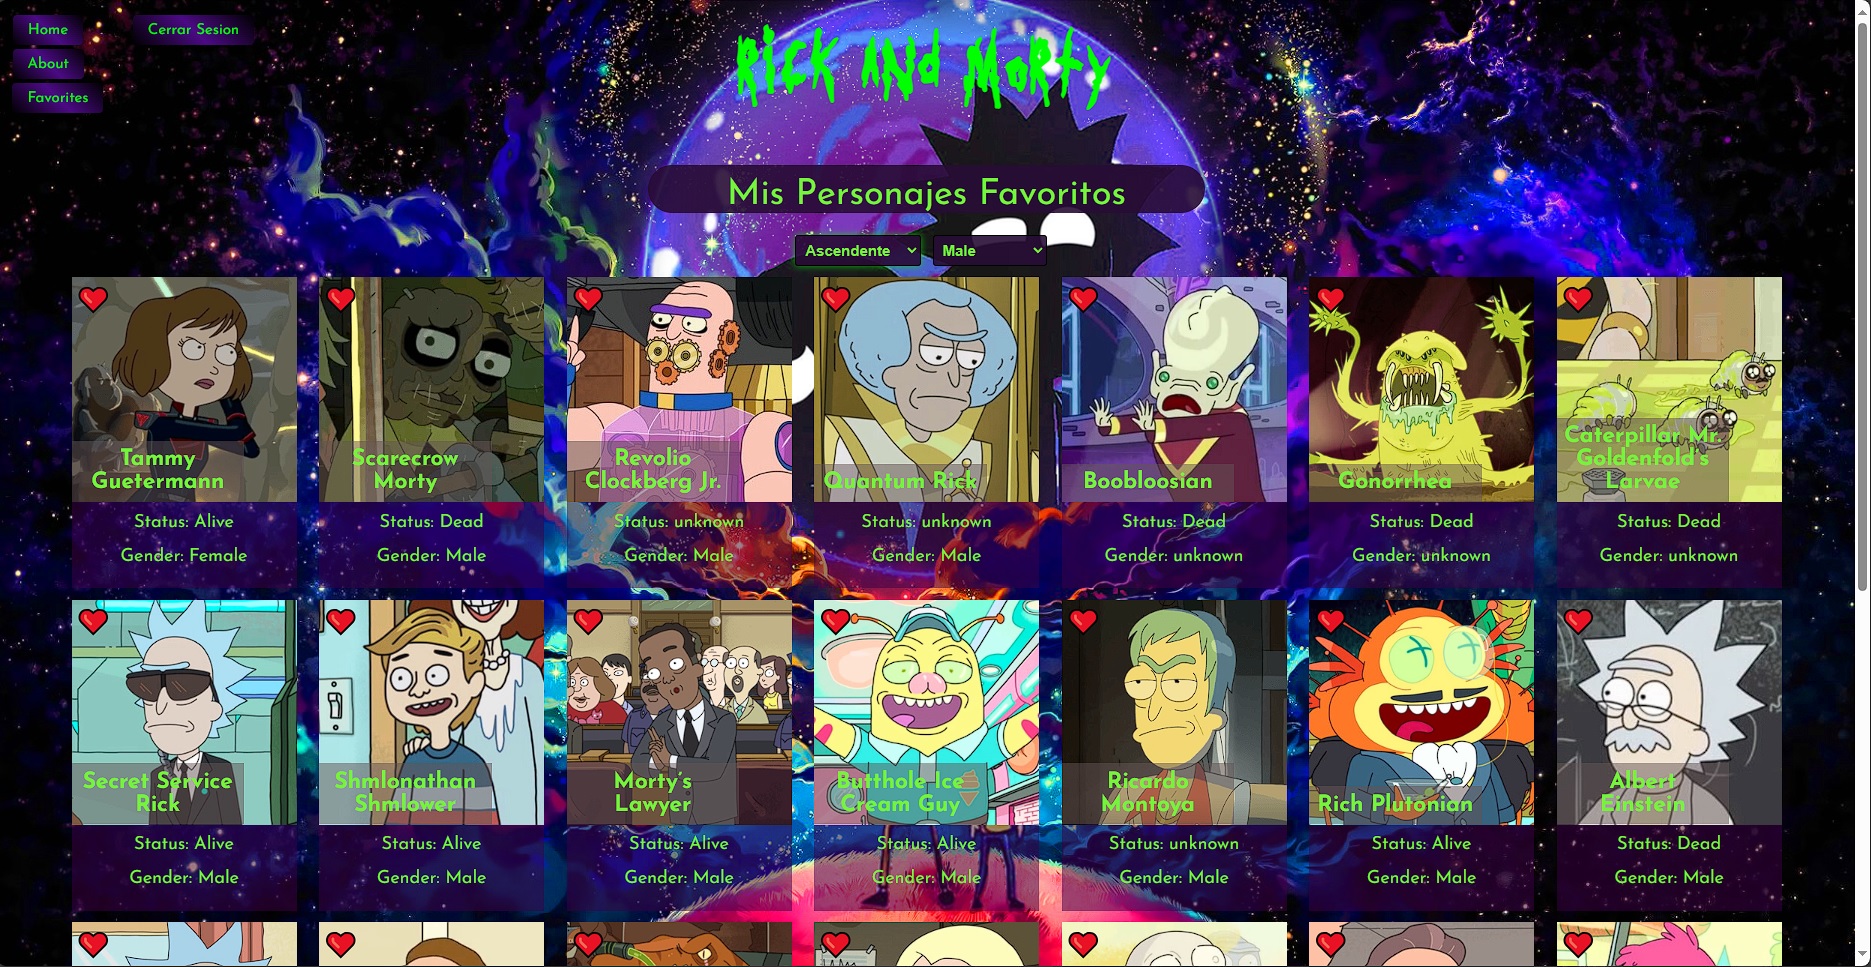 Home
Cerrar Sesion
About
Favorites
RICK AND MORTY
Mis Personajes Favoritos
Ascendente
Male
Tammy
Guetermann
Status: Alive
Gender: Female
Scarecrow
Morty
Status: Dead
Gender: Male
Revolio
Clockberg Jr.
Status: unknown
Gender: Male
Quantum Rick
Status: unknown
Gender: Male
Boobloosian
Status: Dead
Gender: unknown
Gonorrhea
Status: Dead
Gender: unknown
Caterpillar Mr.
Goldenfold's
Larvae
Status: Dead
Gender: unknown
Secret Service
Rick
Status: Alive
Gender: Male
Shmlonathan
Shmlower
Status: Alive
Gender: Male
Morty's
Lawyer
Status: Alive
Gender: Male
Butthole Ice
Cream Guy
Status: Alive
Gender: Male
Ricardo
Montoya
Status: unknown
Gender: Male
Rich Plutonian
Status: Alive
Gender: Male
Albert
Einstein
Status: Dead
Gender: Male